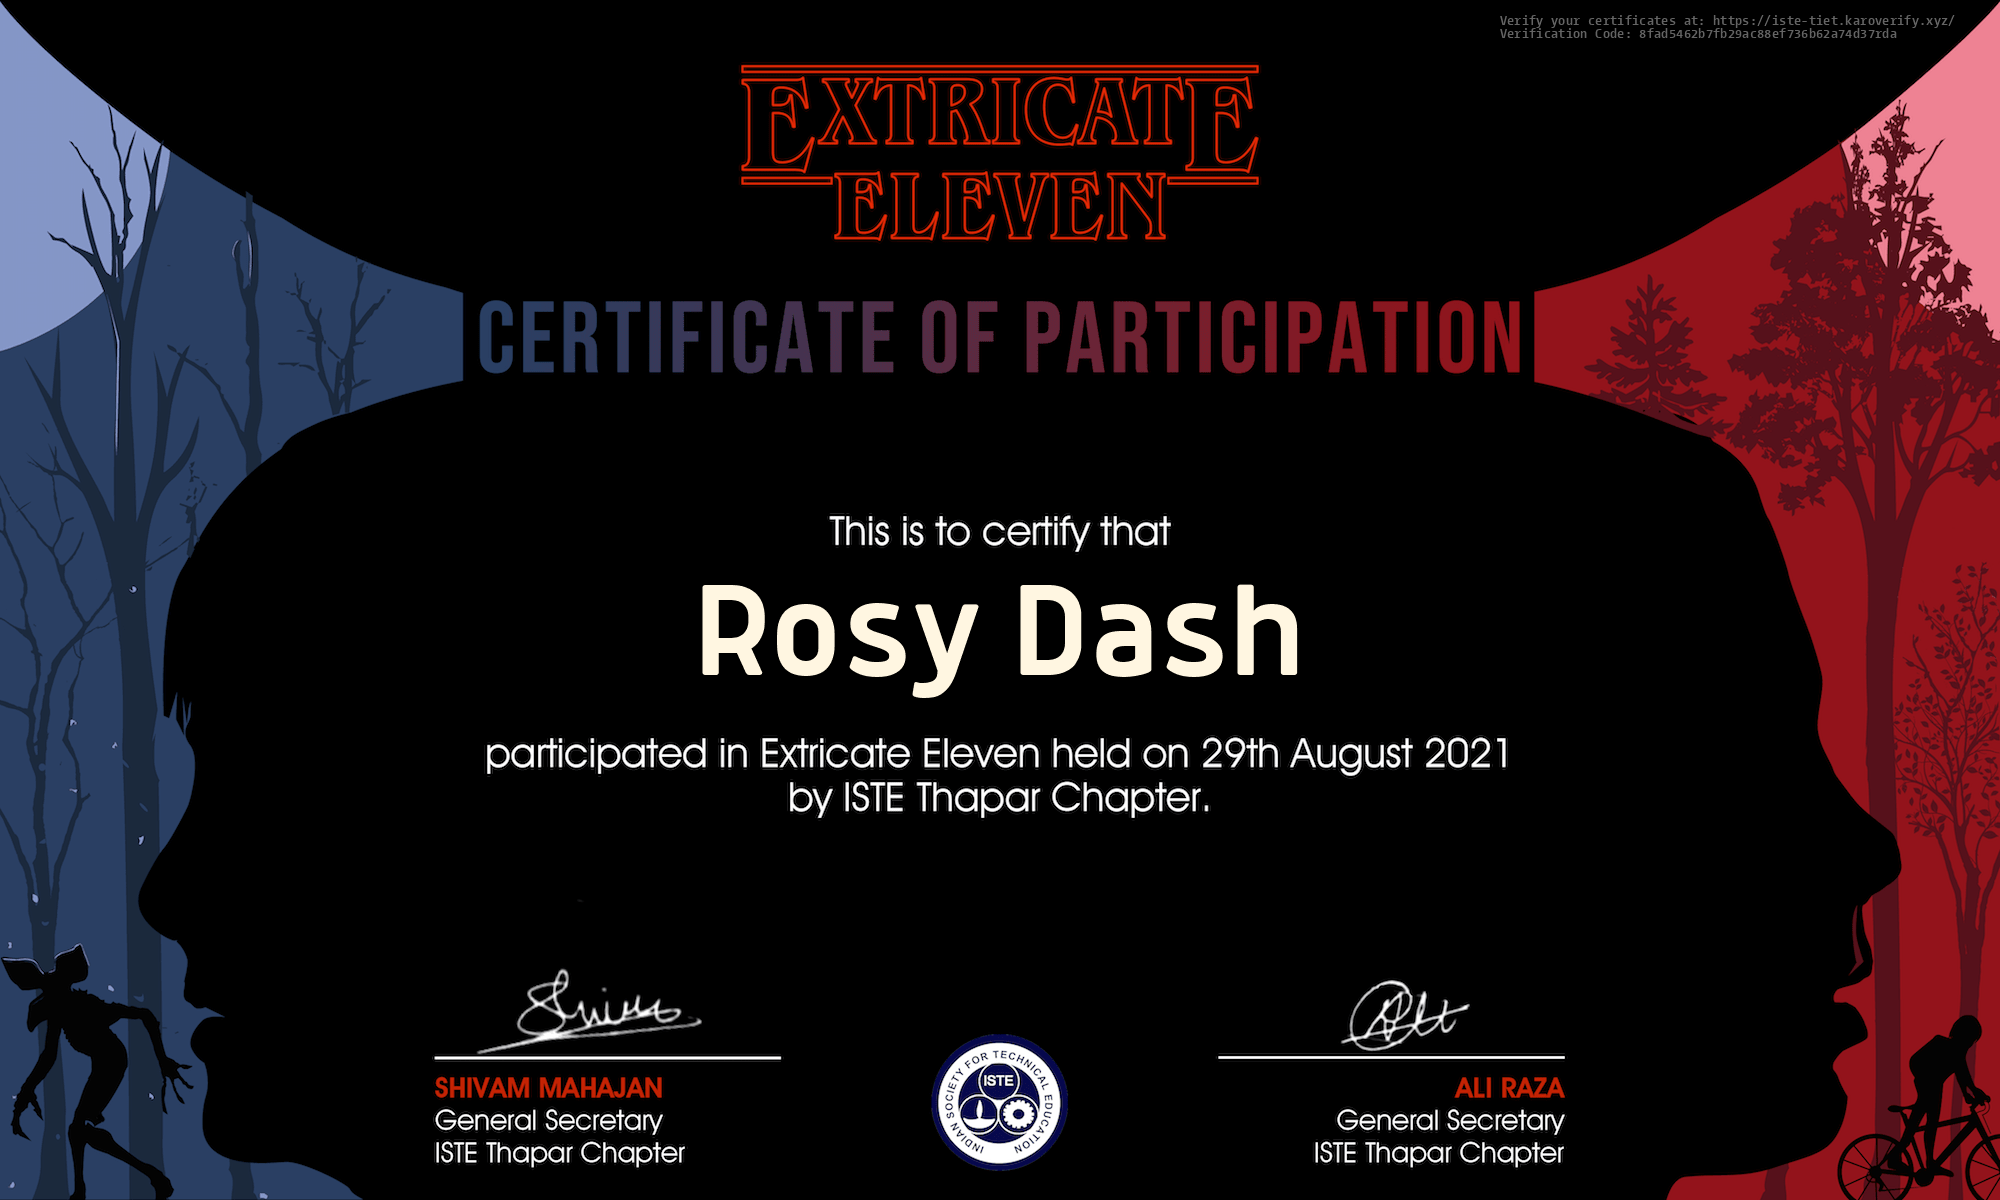 Verify your certificates at: https://iste-tiet.karoverify.xyz/
Verification Code: 8fad5462b7fb29ac88ef736b62a74d37rda
EXTRICATE
ELEVEN
CERTIFICATE OF PARTICIPATION
This is to certify that
Rosy Dash
participated in Extricate Eleven held on 29th August 2021
by ISTE Thapar Chapter.
SHIVAM MAHAJAN
General Secretary
ISTE Thapar Chapter
INDIAN SOCIETY FOR TECHNICAL EDUCATION
ISTE
ALI RAZA
General Secretary
ISTE Thapar Chapter